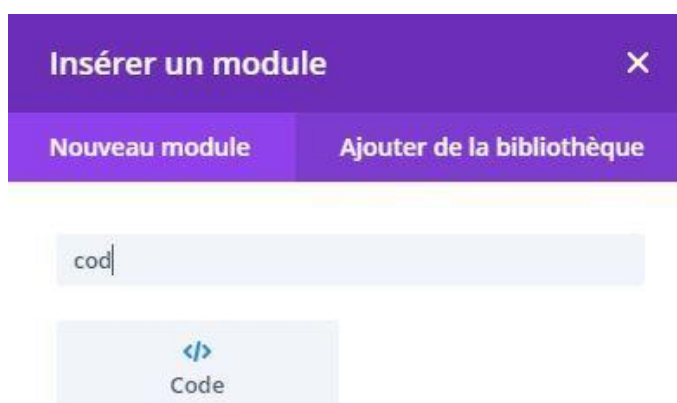 Insérer un module
Nouveau module Ajouter de la bibliothèque
cod
Code